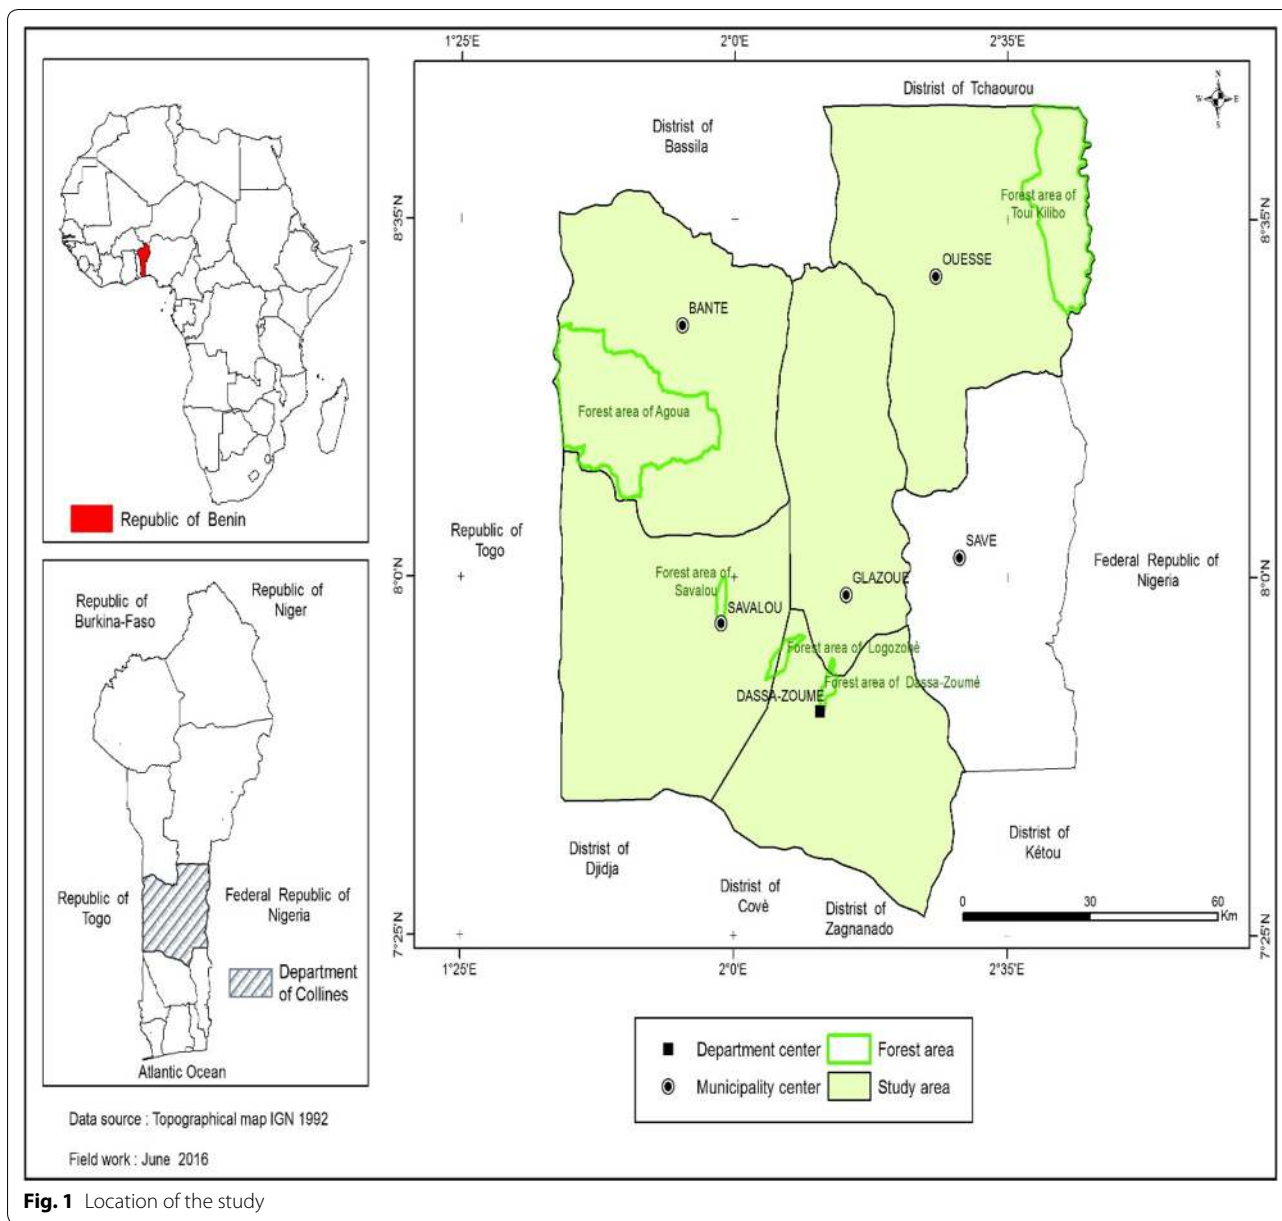 1°25'E
2°0'E
2°35'E
Republic of Benin
Republic of
Burkina-Faso
Republic of
Niger
Republic of
Togo
Federal Republic of
Nigeria
Department
of Collines
Atlantic Ocean
Data source : Topographical map IGN 1992
Field work : June 2016
N
W
E
S
District of Tchaourou
District of
Bassila
8°35'N
8°35'N
Forest area of
Toui Kilibo
OUESSE
BANTE
Forest area of Agoua
Republic of
Togo
SAVE
Federal Republic of
Nigeria
8°0'N
8°0'N
Forest area of
Savalou
GLAZOUE
SAVALOU
Forest area of Logozohè
Forest area of Dassa-Zoumé
DASSA-ZOUME
District of
Djidja
District of
Covè
District of
Zagnanado
District of
Kétou
0
30
60
Km
7°25'N
7°25'N
1°25'E
2°0'E
2°35'E
Department center
Forest area
Municipality center
Study area
Fig. 1 Location of the study